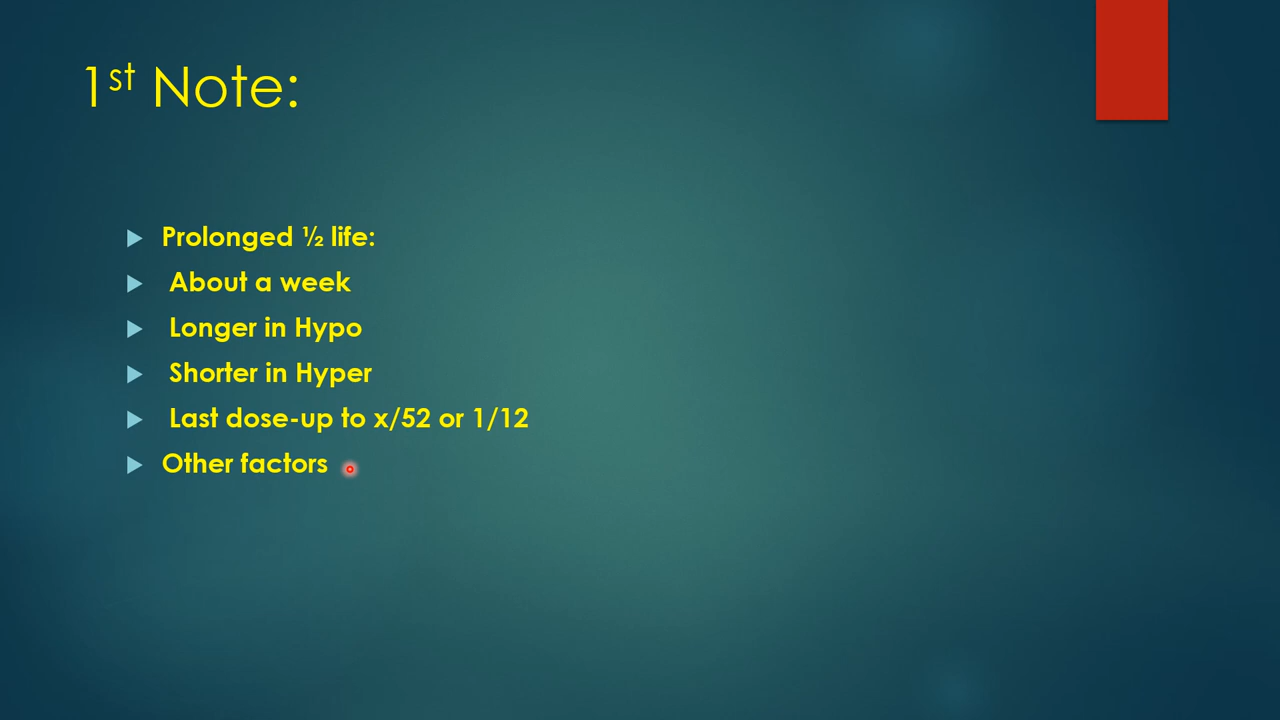 1st Note:
Prolonged ½ life:
About a week
Longer in Hypo
Shorter in Hyper
Last dose-up to x/52 or 1/12
Other factors